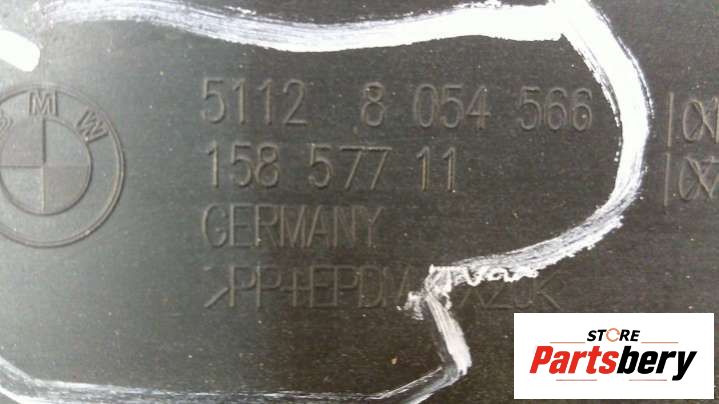 BMW
5112 8 054 566
158 577 11
GERMANY
STORE
Partsbery